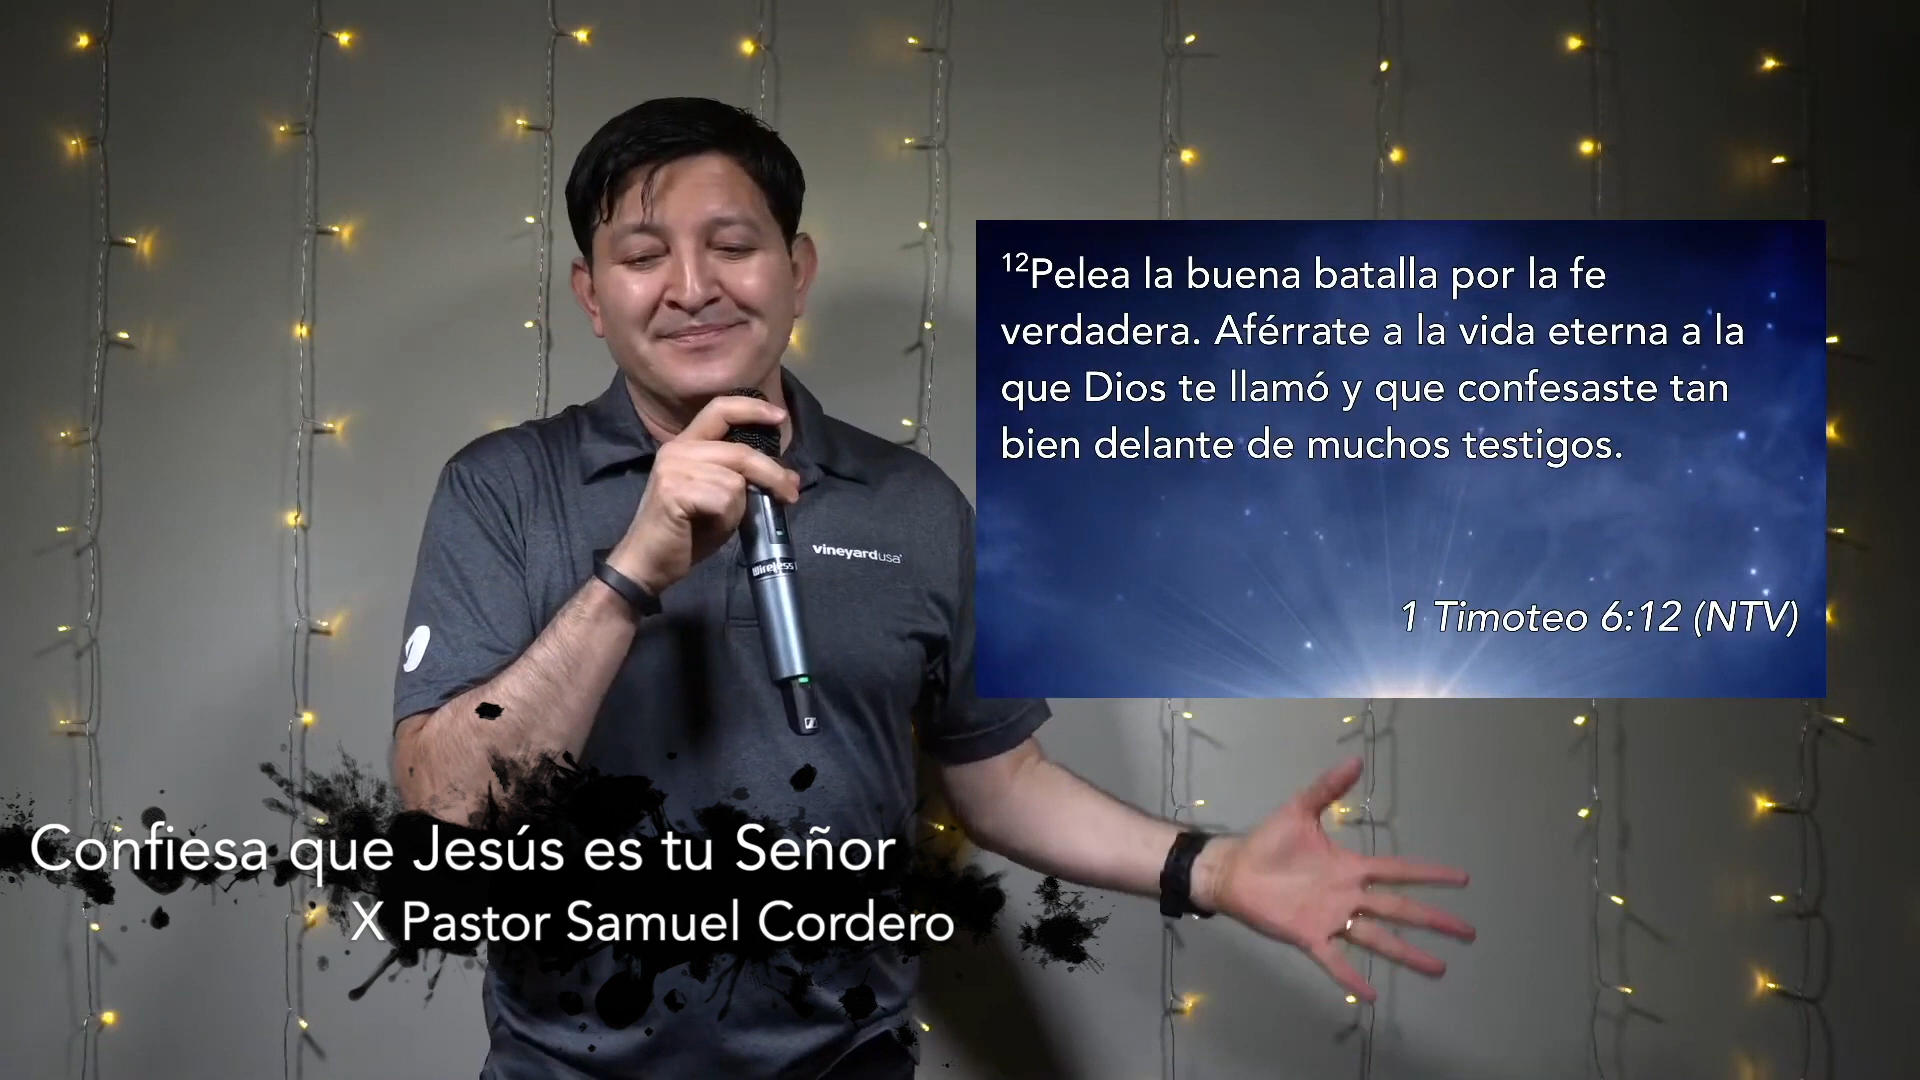 ¹²Pelea la buena batalla por la fe
verdadera. Aférrate a la vida eterna a la
que Dios te llamó y que confesaste tan
bien delante de muchos testigos.
1 Timoteo 6:12 (NTV)
vineyardusa
Wireless
Confiesa que Jesús es tu Señor
X Pastor Samuel Cordero